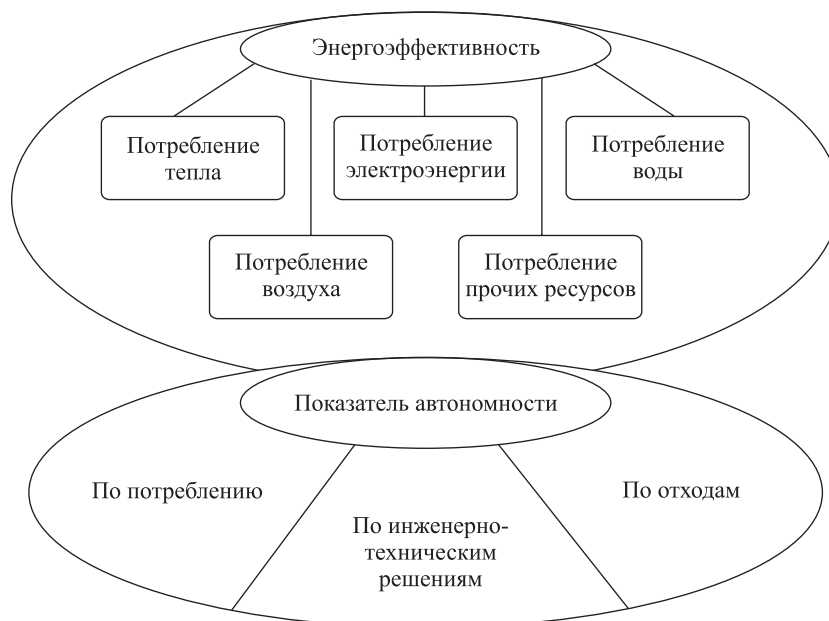 Энергоэффективность
Потребление
тепла
Потребление
электроэнергии
Потребление
воды
Потребление
воздуха
Потребление
прочих ресурсов
Показатель автономности
По потреблению
По инженерно-
техническим
решениям
По отходам